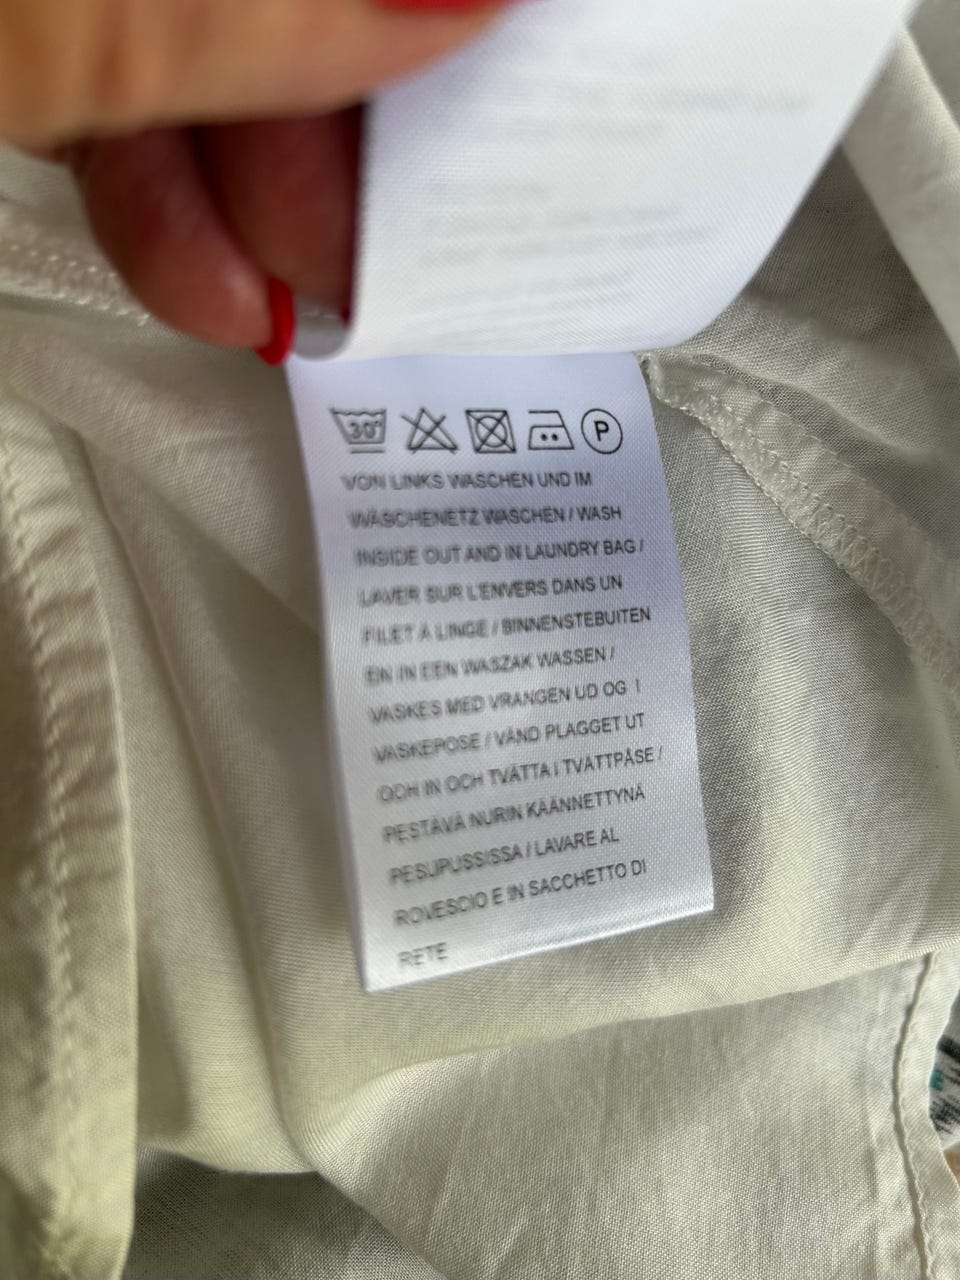 30°
P
VON LINKS WASCHEN UND IM
WÄSCHENETZ WASCHEN / WASH
INSIDE OUT AND IN LAUNDRY BAG /
LAVER SUR L'ENVERS DANS UN
FILET A LINGE / BINNENSTEBUITEN
EN IN EEN WASZAK WASSEN /
VASKES MED VRANGEN UD OG I
VASKEPOSE / VÄND PLAGGET UT
OCH IN OCH TVÄTTA I TVÄTTPÅSE /
PESTÄVÄ NURIN KÄÄNNETTYNÄ
PESUPUSSISSA / LAVARE AL
ROVESCIO E IN SACCHETTO DI
RETE